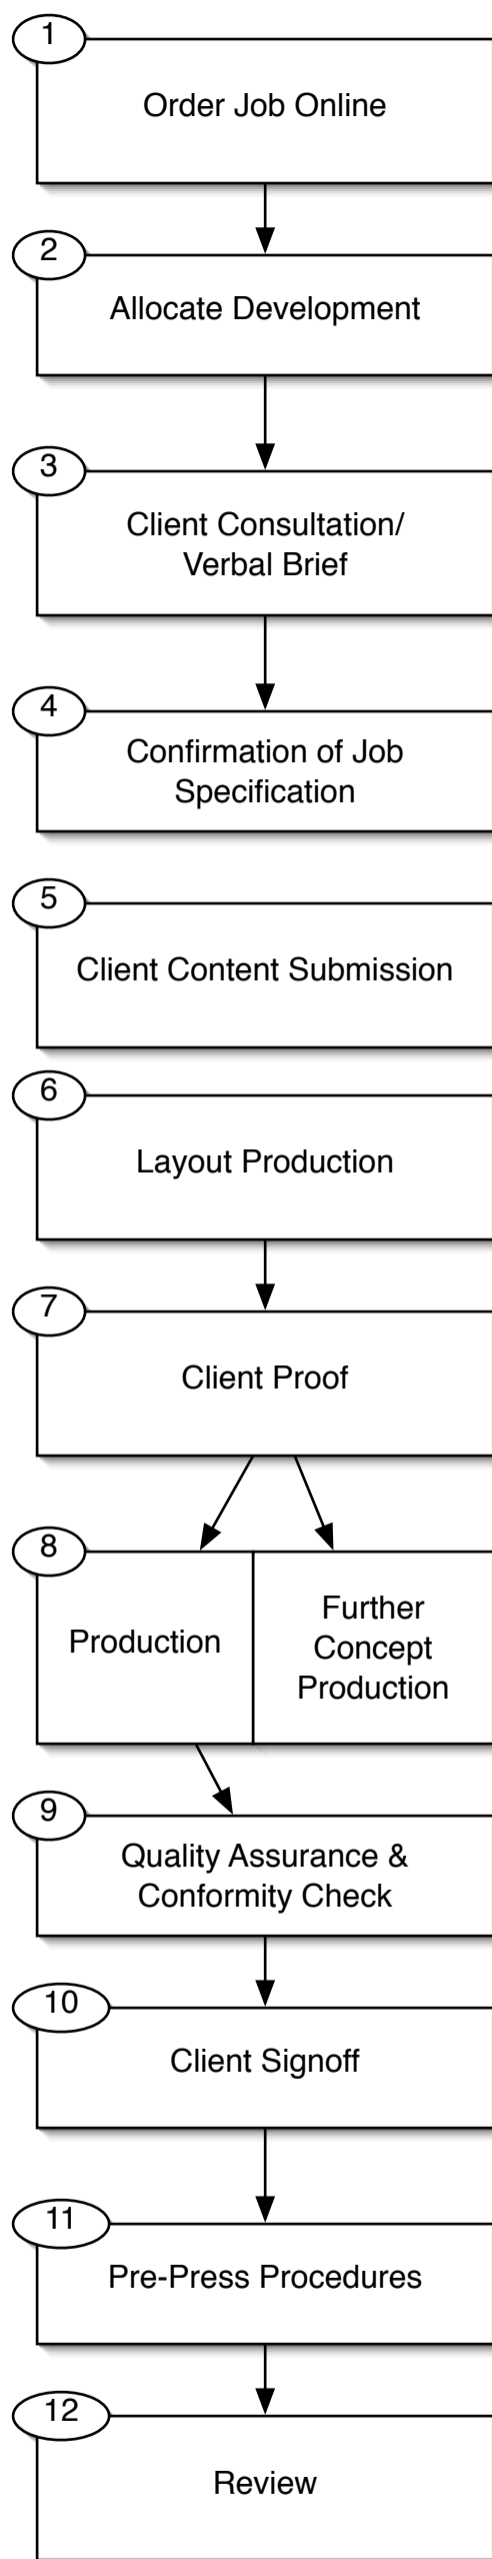 1
Order Job Online
2
Allocate Development
3
Client Consultation/
Verbal Brief
4
Confirmation of Job
Specification
5
Client Content Submission
6
Layout Production
7
Client Proof
8
Production
Further
Concept
Production
9
Quality Assurance &
Conformity Check
10
Client Signoff
11
Pre-Press Procedures
12
Review